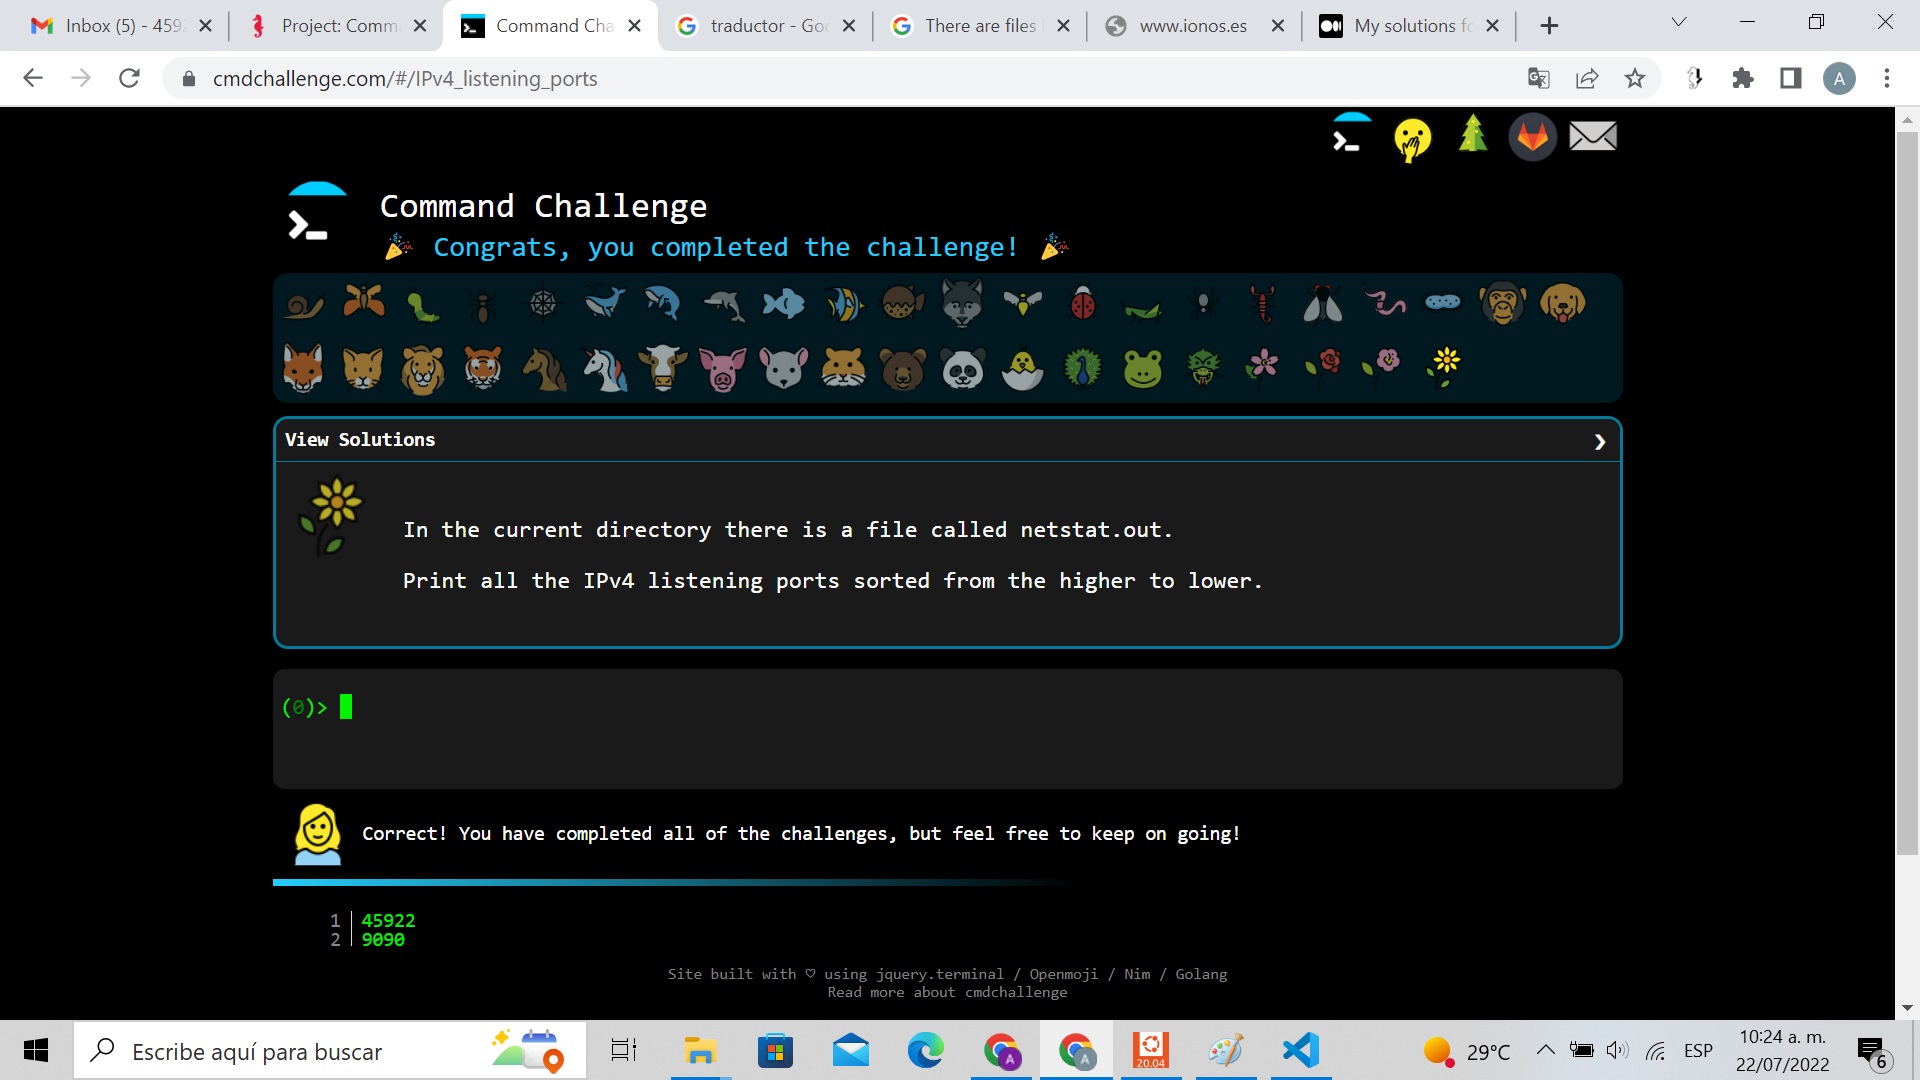 Inbox (5) - 459
Project: Comm
Command Cha
traductor - Goo
There are files i
www.ionos.es
My solutions fo
cmdchallenge.com/#/IPv4_listening_ports
A
Command Challenge
Congrats, you completed the challenge!
View Solutions
In the current directory there is a file called netstat.out.
Print all the IPv4 listening ports sorted from the higher to lower.
(0)>
Correct! You have completed all of the challenges, but feel free to keep on going!
1 45922
2 9090
Site built with ♡ using jquery.terminal / Openmoji / Nim / Golang
Read more about cmdchallenge
Escribe aquí para buscar
A
A
20.04
29°C
ESP
10:24 a. m.
22/07/2022
6